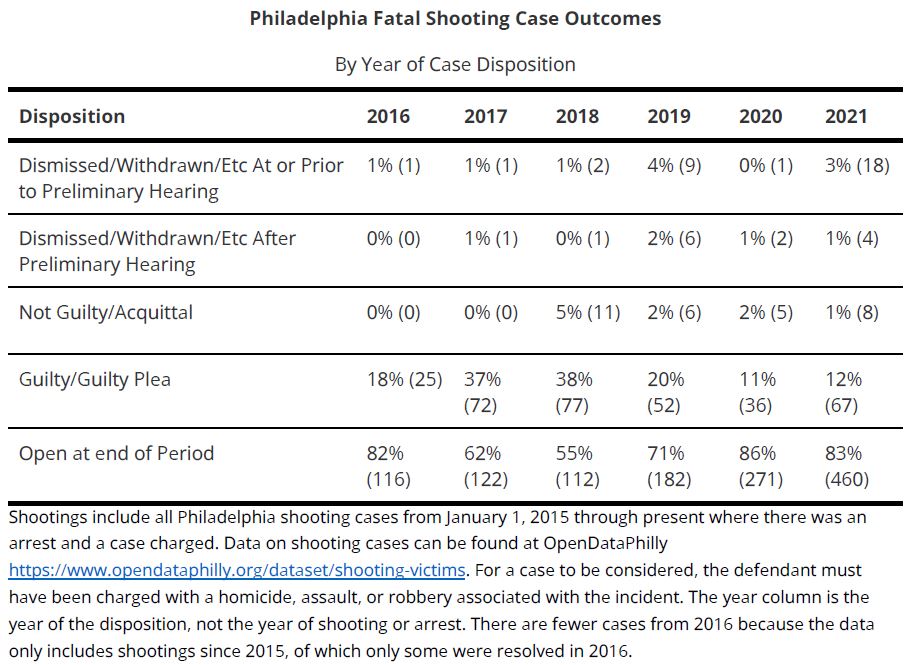 Philadelphia Fatal Shooting Case Outcomes
By Year of Case Disposition
Disposition 2016 2017 2018 2019 2020 2021
Dismissed/Withdrawn/Etc At or Prior 1% (1) 1% (1) 1% (2) 4% (9) 0% (1) 3% (18)
to Preliminary Hearing
Dismissed/Withdrawn/Etc After 0% (0) 1% (1) 0% (1) 2% (6) 1% (2) 1% (4)
Preliminary Hearing
Not Guilty/Acquittal 0% (0) 0% (0) 5% (11) 2% (6) 2% (5) 1% (8)
Guilty/Guilty Plea 18% (25) 37% 38% 20% 11% 12%
(72) (77) (52) (36) (67)
Open at end of Period 82% 62% 55% 71% 86% 83%
(116) (122) (112) (182) (271) (460)
Shootings include all Philadelphia shooting cases from January 1, 2015 through present where there was an
arrest and a case charged. Data on shooting cases can be found at OpenDataPhilly
https://www.opendataphilly.org/dataset/shooting-victims. For a case to be considered, the defendant must
have been charged with a homicide, assault, or robbery associated with the incident. The year column is the
year of the disposition, not the year of shooting or arrest. There are fewer cases from 2016 because the data
only includes shootings since 2015, of which only some were resolved in 2016.